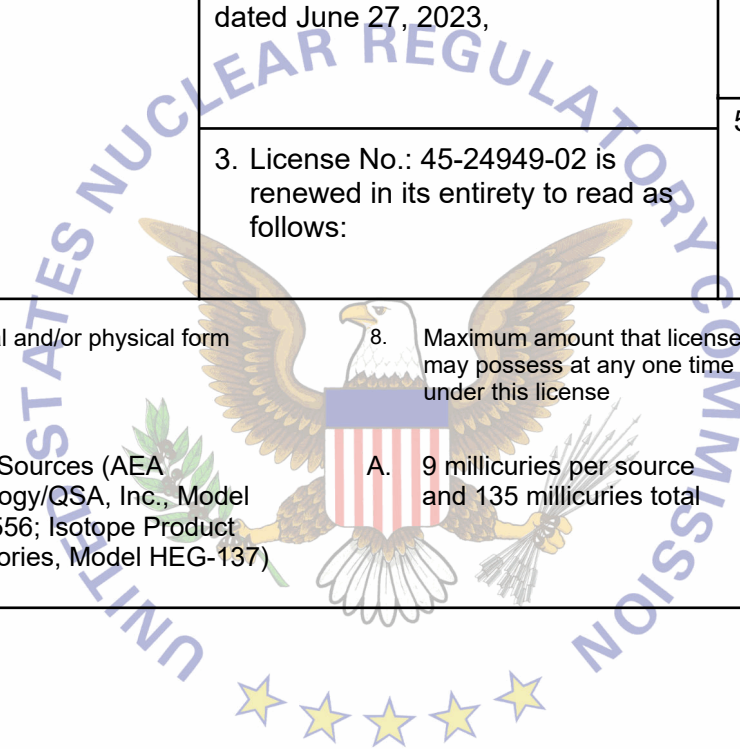 dated June 27, 2023,
3. License No.: 45-24949-02 is
renewed in its entirety to read as
follows:
and/or physical form
8. Maximum amount that license
may possess at any one time
under this license
Sources (AEA
ogy/QSA, Inc., Model
556; Isotope Product
ories, Model HEG-137)
A. 9 millicuries per source
and 135 millicuries total
UNITED STATES NUCLEAR REGULATORY COMMISSION